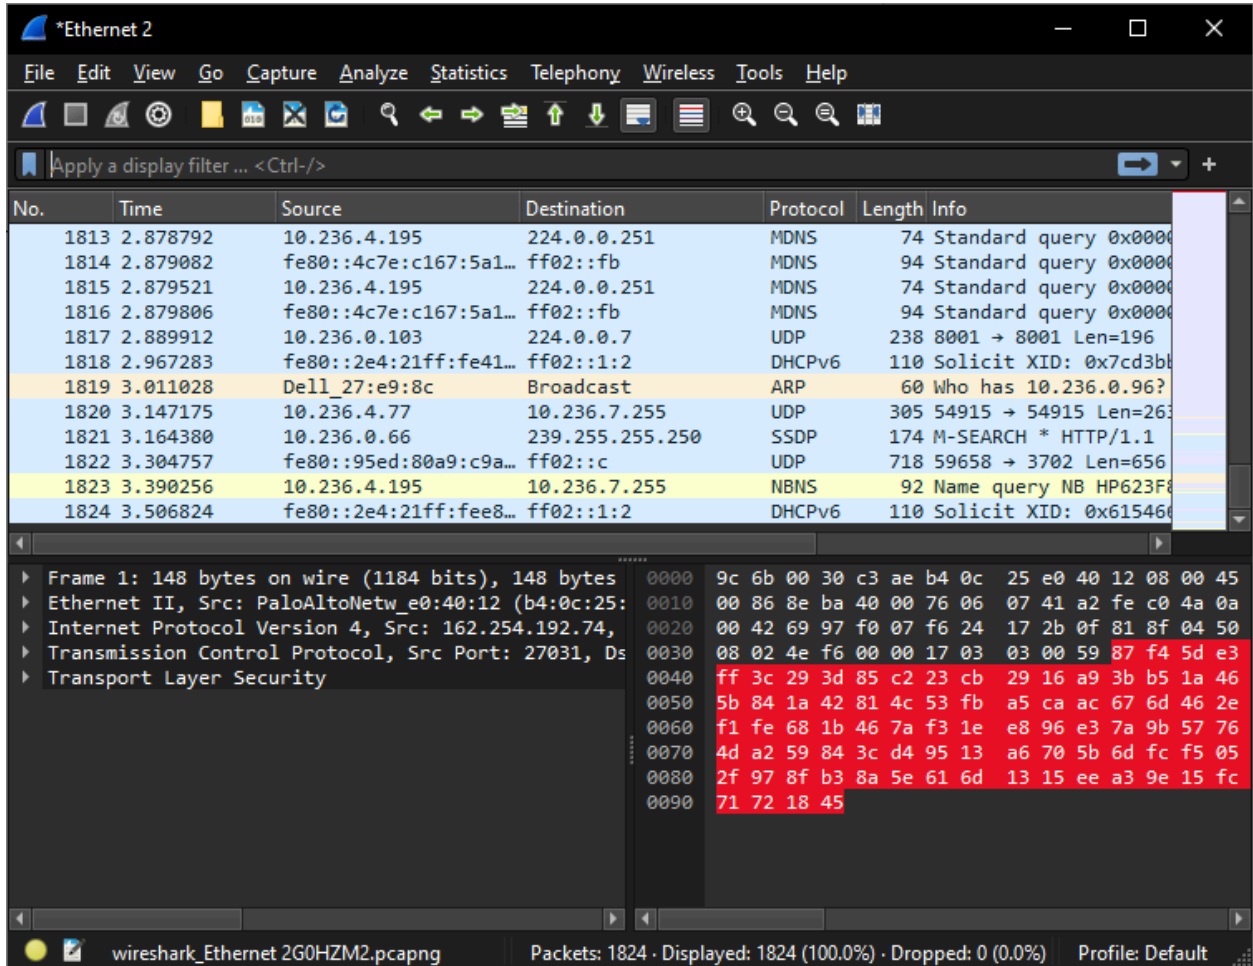 *Ethernet 2
File Edit View Go Capture Analyze Statistics Telephony Wireless Tools Help
Apply a display filter ... <Ctrl-/>
No. Time Source Destination Protocol Length Info
1813 2.878792 10.236.4.195 224.0.0.251 MDNS 74 Standard query 0x0000
1814 2.879082 fe80::4c7e:c167:5a1… ff02::fb MDNS 94 Standard query 0x0000
1815 2.879521 10.236.4.195 224.0.0.251 MDNS 74 Standard query 0x0000
1816 2.879806 fe80::4c7e:c167:5a1… ff02::fb MDNS 94 Standard query 0x0000
1817 2.889912 10.236.0.103 224.0.0.7 UDP 238 8001 → 8001 Len=196
1818 2.967283 fe80::2e4:21ff:fe41… ff02::1:2 DHCPv6 110 Solicit XID: 0x7cd3b
1819 3.011028 Dell_27:e9:8c Broadcast ARP 60 Who has 10.236.0.96?
1820 3.147175 10.236.4.77 10.236.7.255 UDP 305 54915 → 54915 Len=263
1821 3.164380 10.236.0.66 239.255.255.250 SSDP 174 M-SEARCH * HTTP/1.1
1822 3.304757 fe80::95ed:80a9:c9a… ff02::c UDP 718 59658 → 3702 Len=656
1823 3.390256 10.236.4.195 10.236.7.255 NBNS 92 Name query NB HP623F8
1824 3.506824 fe80::2e4:21ff:fee8… ff02::1:2 DHCPv6 110 Solicit XID: 0x61546
Frame 1: 148 bytes on wire (1184 bits), 148 bytes
Ethernet II, Src: PaloAltoNetw_e0:40:12 (b4:0c:25:
Internet Protocol Version 4, Src: 162.254.192.74,
Transmission Control Protocol, Src Port: 27031, Ds
Transport Layer Security
0000 9c 6b 00 30 c3 ae b4 0c 25 e0 40 12 08 00 45
0010 00 86 8e ba 40 00 76 06 07 41 a2 fe c0 4a 0a
0020 00 42 69 97 f0 07 f6 24 17 2b 0f 81 8f 04 50
0030 08 02 4e f6 00 00 17 03 03 00 59 87 f4 5d e3
0040 ff 3c 29 3d 85 c2 23 cb 29 16 a9 3b b5 1a 46
0050 5b 84 1a 42 81 4c 53 fb a5 ca ac 67 6d 46 2e
0060 f1 fe 68 1b 46 7a f3 1e e8 96 e3 7a 9b 57 76
0070 4d a2 59 84 3c d4 95 13 a6 70 5b 6d fc f5 05
0080 2f 97 8f b3 8a 5e 61 6d 13 15 ee a3 9e 15 fc
0090 71 72 18 45
wireshark_Ethernet 2G0HZM2.pcapng Packets: 1824 · Displayed: 1824 (100.0%) · Dropped: 0 (0.0%) Profile: Default